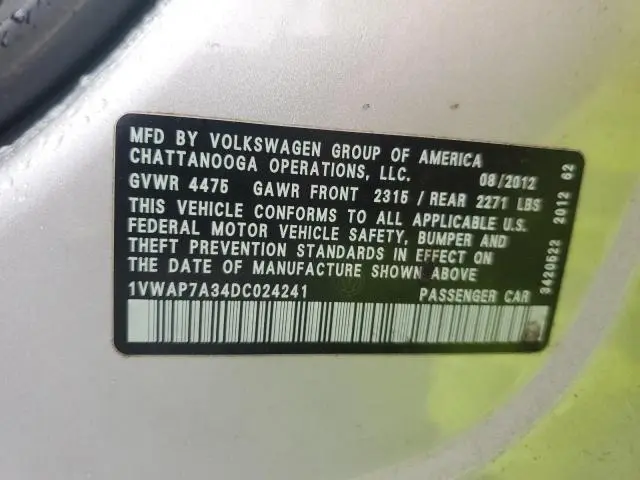 MFD BY VOLKSWAGEN GROUP OF AMERICA
CHATTANOOGA OPERATIONS, LLC. 08/2012
GVWR 4475 GAWR FRONT 2315 / REAR 2271 LBS
THIS VEHICLE CONFORMS TO ALL APPLICABLE U.S.
FEDERAL MOTOR VEHICLE SAFETY, BUMPER AND
THEFT PREVENTION STANDARDS IN EFFECT ON
THE DATE OF MANUFACTURE SHOWN ABOVE
1VWAP7A34DC024241 PASSENGER CAR
9420522 2012 62